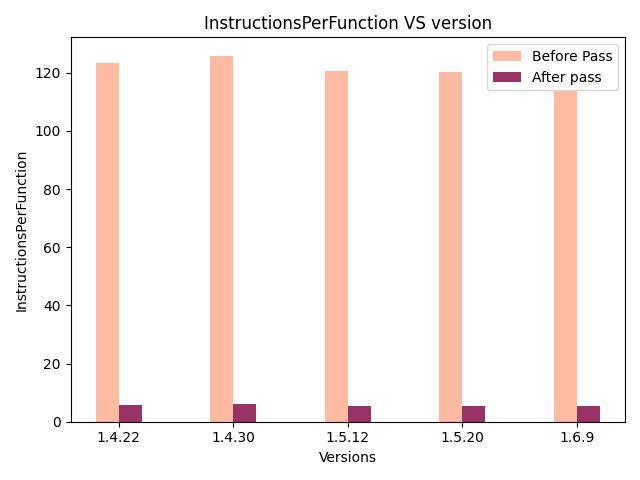 InstructionsPerFunction VS version
Before Pass
After pass
InstructionsPerFunction
120
100
80
60
40
20
0
1.4.22 1.4.30 1.5.12 1.5.20 1.6.9
Versions